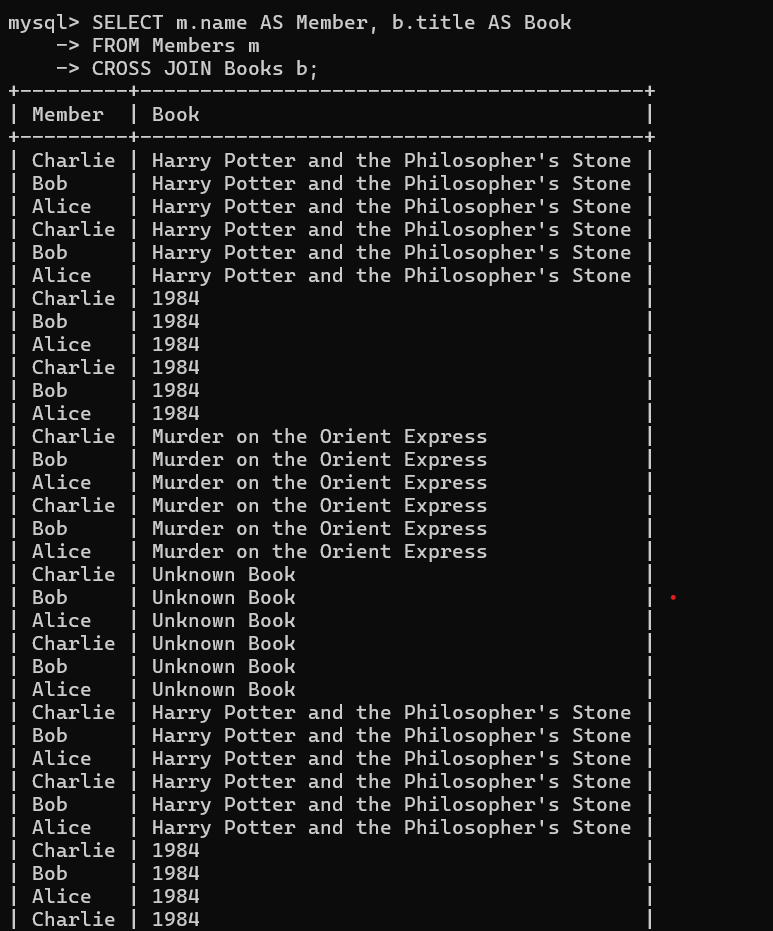 mysql> SELECT m.name AS Member, b.title AS Book
    -> FROM Members m
    -> CROSS JOIN Books b;
+---------+------------------------------------------+
| Member  | Book                                     |
+---------+------------------------------------------+
| Charlie | Harry Potter and the Philosopher's Stone |
| Bob     | Harry Potter and the Philosopher's Stone |
| Alice   | Harry Potter and the Philosopher's Stone |
| Charlie | Harry Potter and the Philosopher's Stone |
| Bob     | Harry Potter and the Philosopher's Stone |
| Alice   | Harry Potter and the Philosopher's Stone |
| Charlie | 1984                                     |
| Bob     | 1984                                     |
| Alice   | 1984                                     |
| Charlie | 1984                                     |
| Bob     | 1984                                     |
| Alice   | 1984                                     |
| Charlie | Murder on the Orient Express             |
| Bob     | Murder on the Orient Express             |
| Alice   | Murder on the Orient Express             |
| Charlie | Murder on the Orient Express             |
| Bob     | Murder on the Orient Express             |
| Alice   | Murder on the Orient Express             |
| Charlie | Unknown Book                             |
| Bob     | Unknown Book                             |
| Alice   | Unknown Book                             |
| Charlie | Unknown Book                             |
| Bob     | Unknown Book                             |
| Alice   | Unknown Book                             |
| Charlie | Harry Potter and the Philosopher's Stone |
| Bob     | Harry Potter and the Philosopher's Stone |
| Alice   | Harry Potter and the Philosopher's Stone |
| Charlie | Harry Potter and the Philosopher's Stone |
| Bob     | Harry Potter and the Philosopher's Stone |
| Alice   | Harry Potter and the Philosopher's Stone |
| Charlie | 1984                                     |
| Bob     | 1984                                     |
| Alice   | 1984                                     |
| Charlie | 1984                                     |